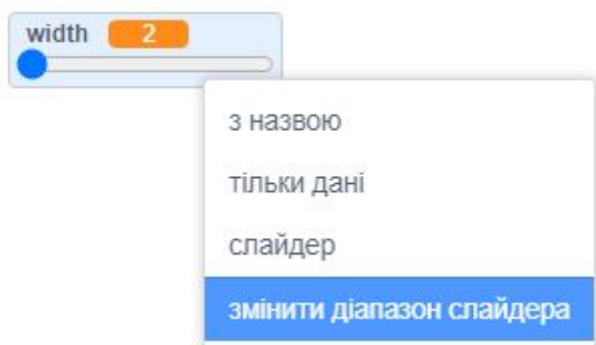 width 2
з назвою
тільки дані
слайдер
змінити діапазон слайдера